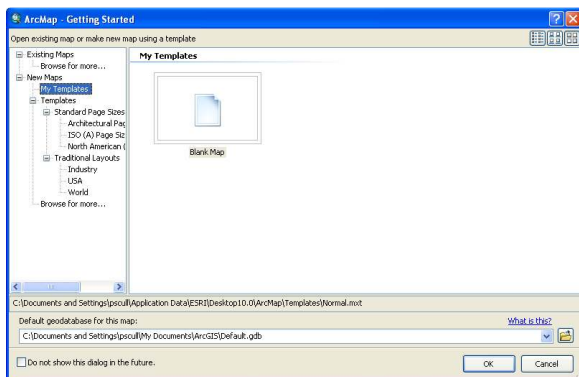 ArcMap - Getting Started
Open existing map or make new map using a template
Existing Maps
Browse for more...
New Maps
My Templates
Templates
Standard Page Sizes
Architectural Pag
ISO (A) Page Siz
North American (
Traditional Layouts
Industry
USA
World
Browse for more...
My Templates
Blank Map
C:\Documents and Settings\pscull\Application Data\ESRI\Desktop10.0\ArcMap\Templates\Normal.mxt
Default geodatabase for this map:
What is this?
C:\Documents and Settings\pscull\My Documents\ArcGIS\Default.gdb
Do not show this dialog in the future.
OK
Cancel